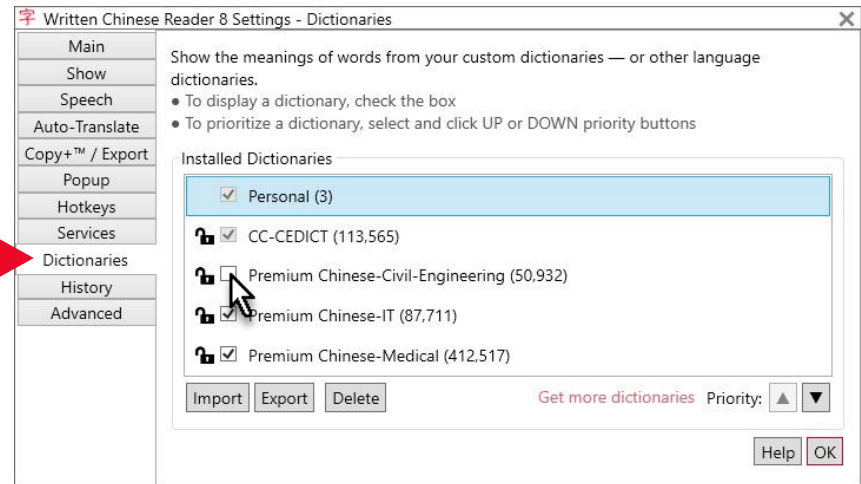 字 Written Chinese Reader 8 Settings - Dictionaries
Main
Show
Speech
Auto-Translate
Copy+™ / Export
Popup
Hotkeys
Services
Dictionaries
History
Advanced
Show the meanings of words from your custom dictionaries — or other language
dictionaries.
● To display a dictionary, check the box
● To prioritize a dictionary, select and click UP or DOWN priority buttons
Installed Dictionaries
Personal (3)
CC-CEDICT (113,565)
Premium Chinese-Civil-Engineering (50,932)
Premium Chinese-IT (87,711)
Premium Chinese-Medical (412,517)
Import Export Delete Get more dictionaries Priority: ▲ ▼
Help OK